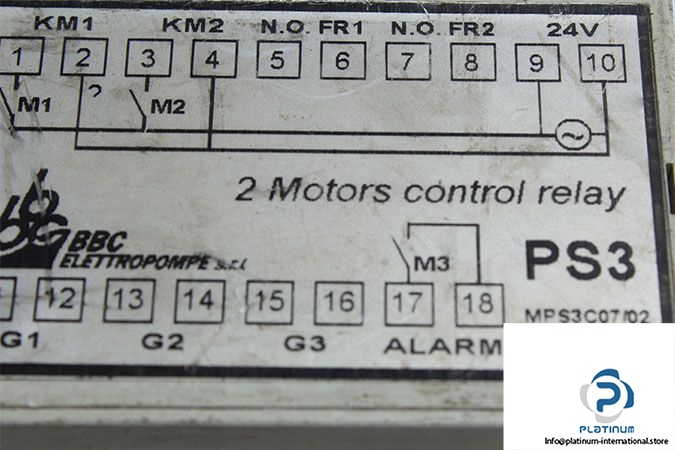 KM1 KM2 N.O. FR1 N.O. FR2 24V
1 2 3 4 5 6 7 8 9 10
M1 ? M2
2 Motors control relay
BBC
ELETTROPOMPE s.r.l
M3 PS3
12 13 14 15 16 17 18
MPS3C07/02
G1 G2 G3 ALARM
PLATINUM
Info@platinum-international.store